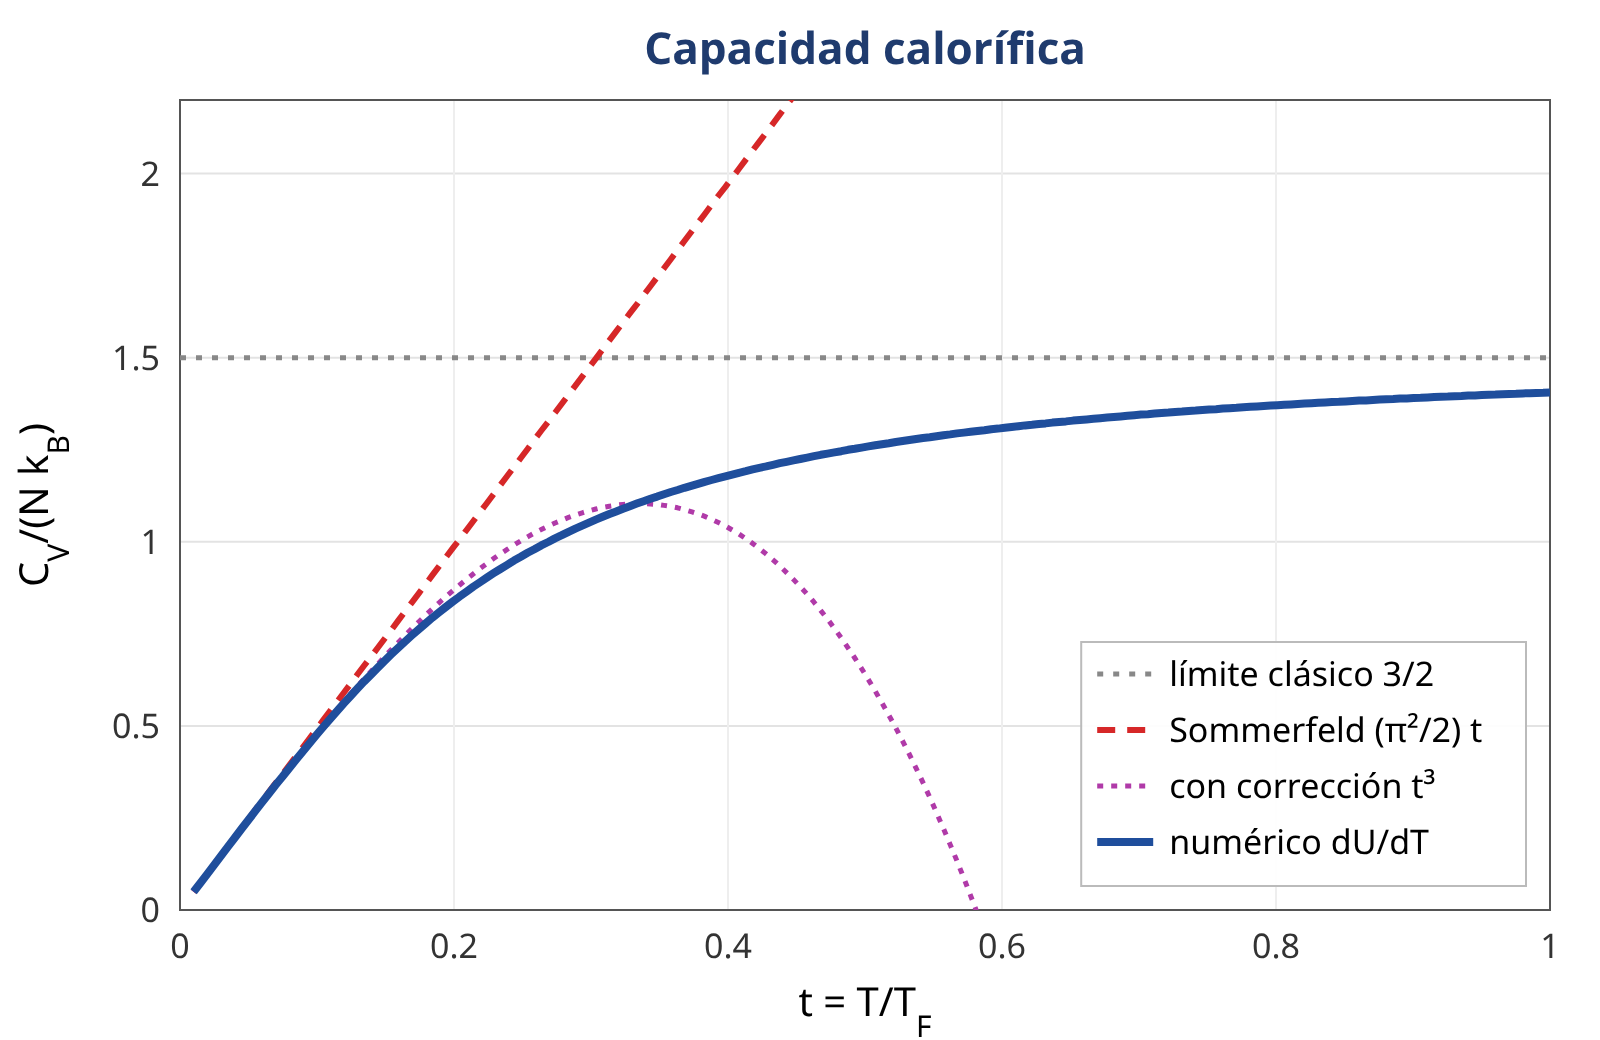 Capacidad calorífica
C_V/(N k_B)
2
1.5
1
0.5
0
0
0.2
0.4
0.6
0.8
1
t = T/T_F
límite clásico 3/2
Sommerfeld (π²/2) t
con corrección t³
numérico dU/dT